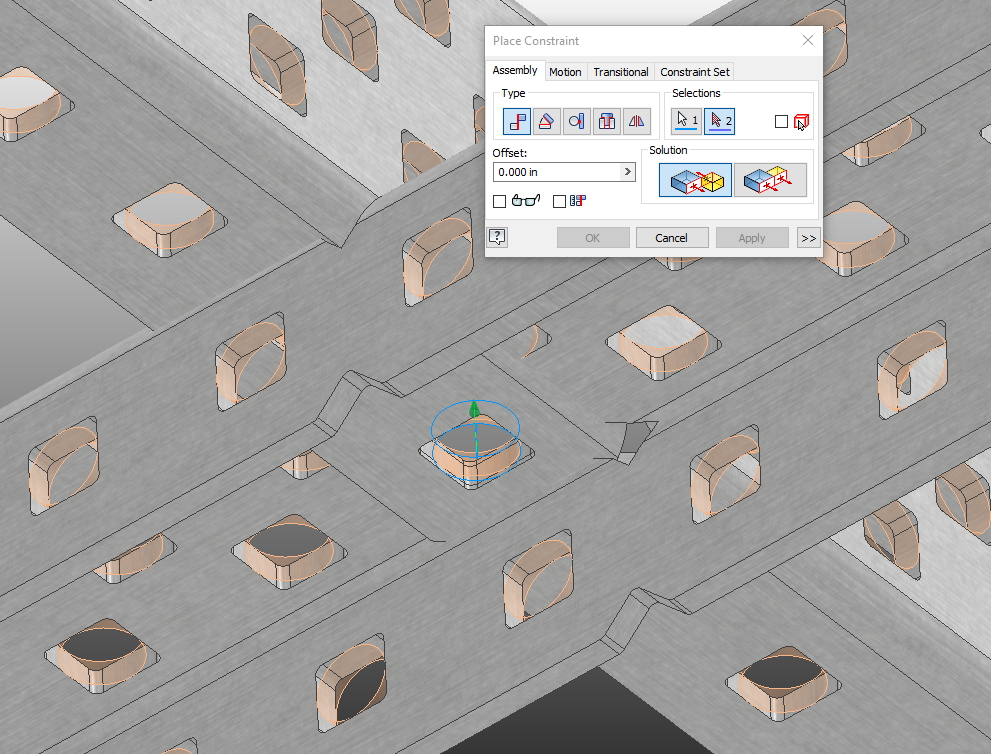 Place Constraint
Assembly Motion Transitional Constraint Set
Type
Selections
1 2
Offset:
0.000 in >
Solution
?
OK Cancel Apply >>